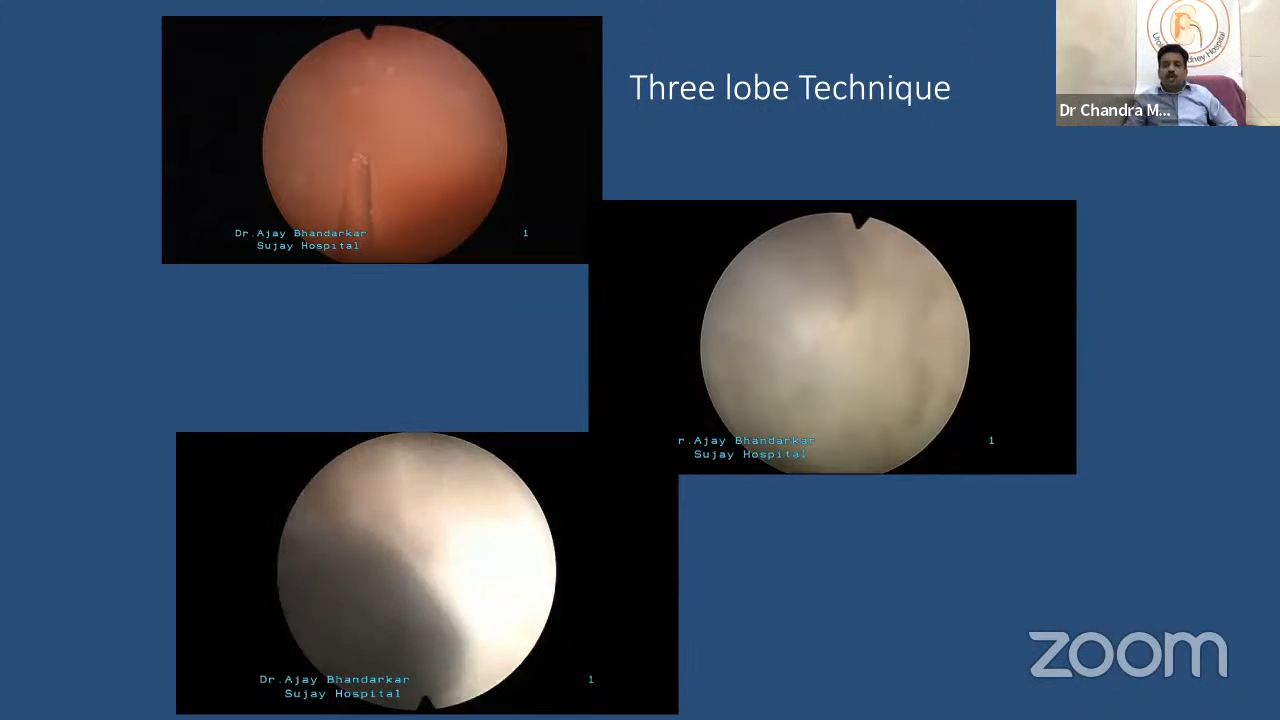 Three lobe Technique
Dr Chandra M...
Dr.Ajay Bhandarkar
Sujay Hospital
1
r.Ajay Bhandarkar
Sujay Hospital
1
Dr.Ajay Bhandarkar
Sujay Hospital
1
zoom